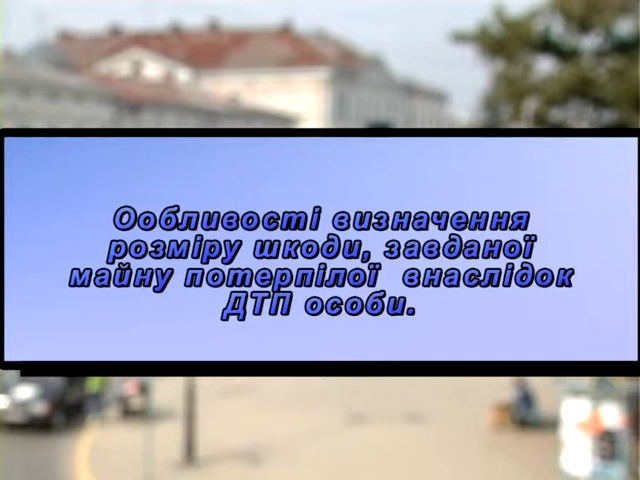 Ообливості визначення
розміру шкоди, завданої
майну потерпілої внаслідок
ДТП особи.